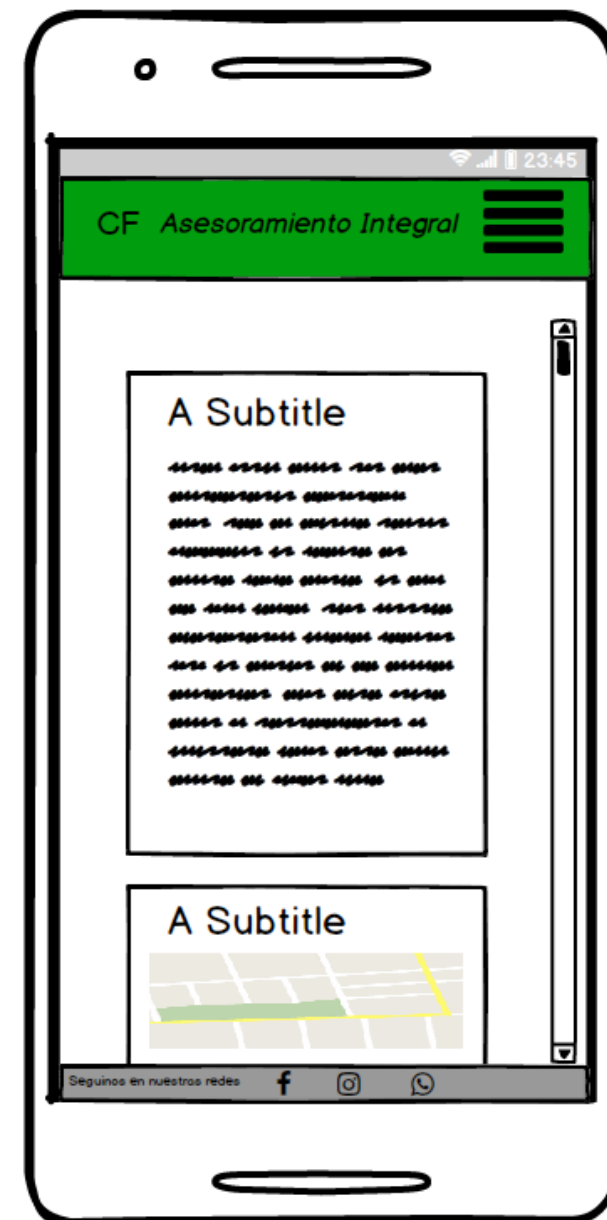 23:45
CF Asesoramiento Integral
A Subtitle
A Subtitle
Seguinos en nuestras redes